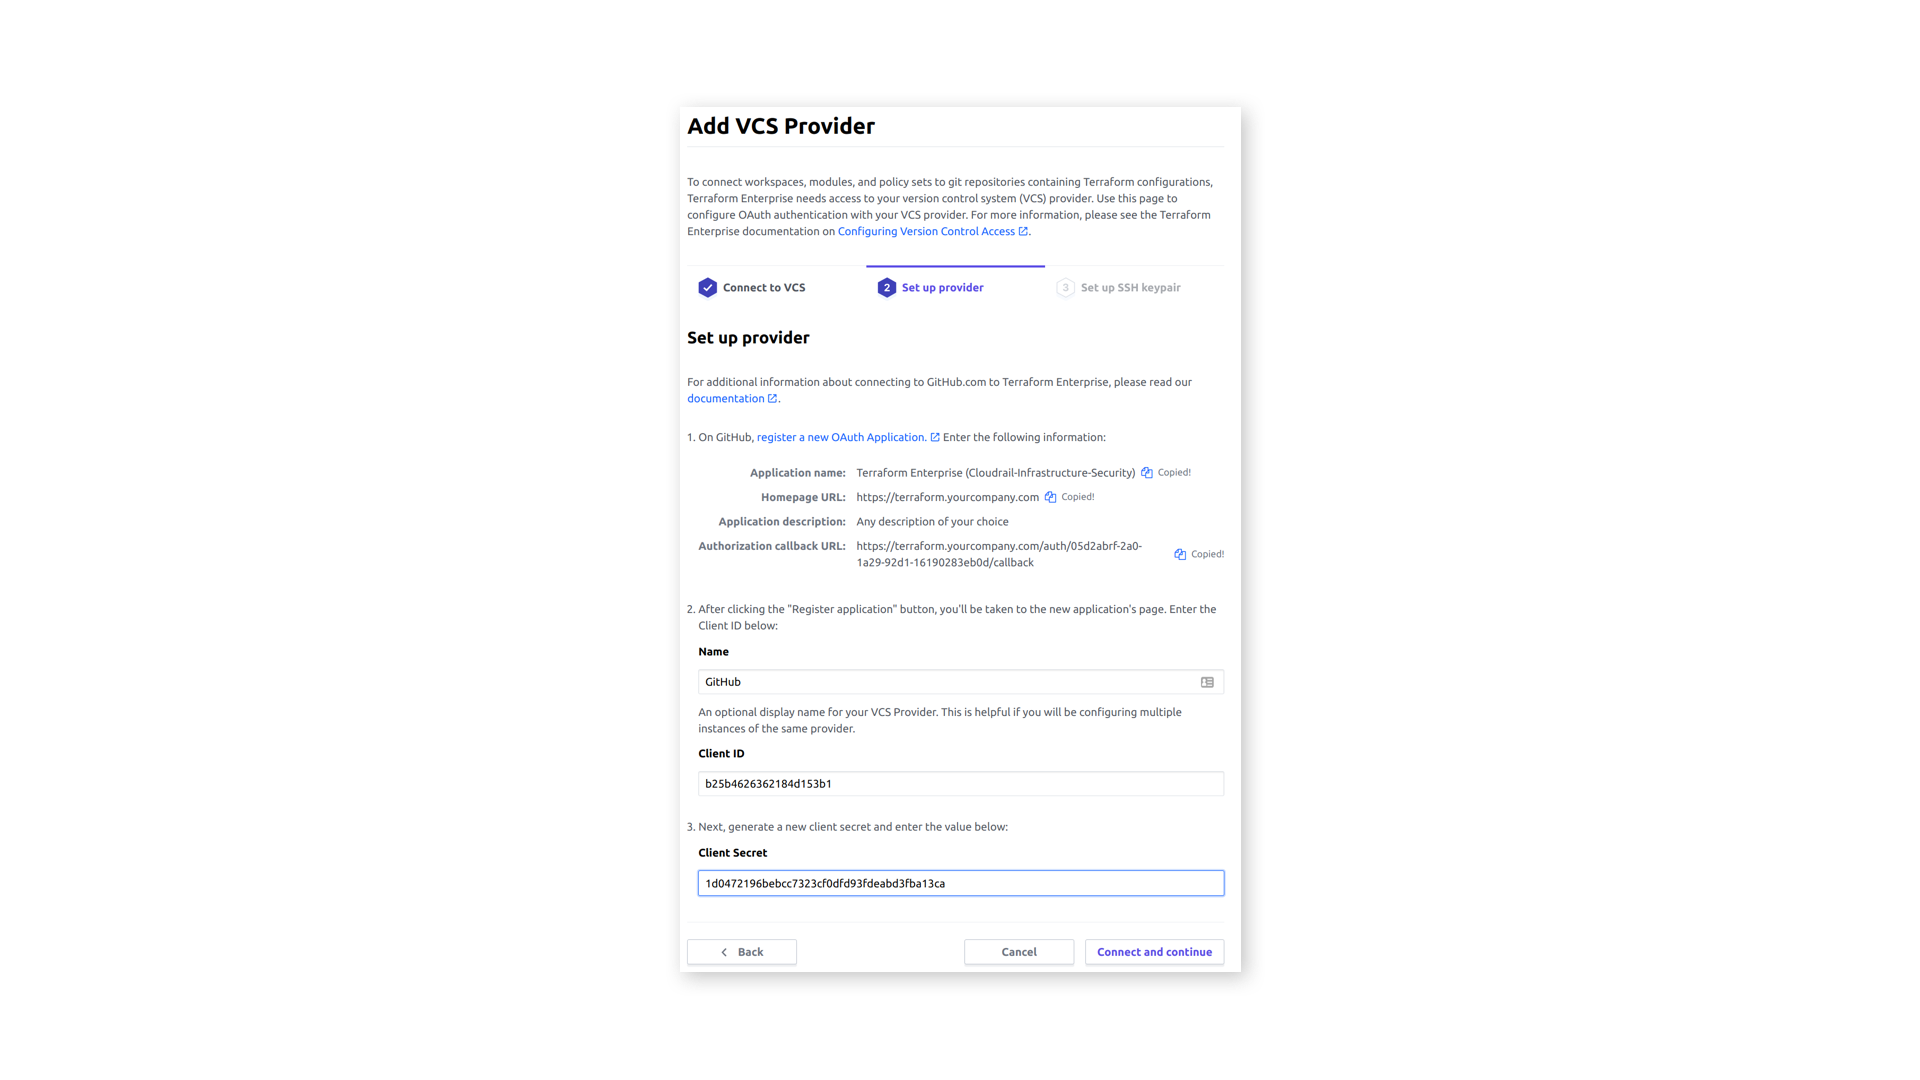 Add VCS Provider
To connect workspaces, modules, and policy sets to git repositories containing Terraform configurations,
Terraform Enterprise needs access to your version control system (VCS) provider. Use this page to
configure OAuth authentication with your VCS provider. For more information, please see the Terraform
Enterprise documentation on Configuring Version Control Access.
Connect to VCS
2 Set up provider
3 Set up SSH keypair
Set up provider
For additional information about connecting to GitHub.com to Terraform Enterprise, please read our
documentation.
1. On GitHub, register a new OAuth Application. Enter the following information:
Application name: Terraform Enterprise (Cloudrail-Infrastructure-Security) Copied!
Homepage URL: https://terraform.yourcompany.com Copied!
Application description: Any description of your choice
Authorization callback URL: https://terraform.yourcompany.com/auth/05d2abrf-2a0-
1a29-92d1-16190283eb0d/callback Copied!
2. After clicking the "Register application" button, you'll be taken to the new application's page. Enter the
Client ID below:
Name
GitHub
An optional display name for your VCS Provider. This is helpful if you will be configuring multiple
instances of the same provider.
Client ID
b25b4626362184d153b1
3. Next, generate a new client secret and enter the value below:
Client Secret
1d0472196bebcc7323cf0dfd93fdeabd3fba13ca
Back
Cancel
Connect and continue